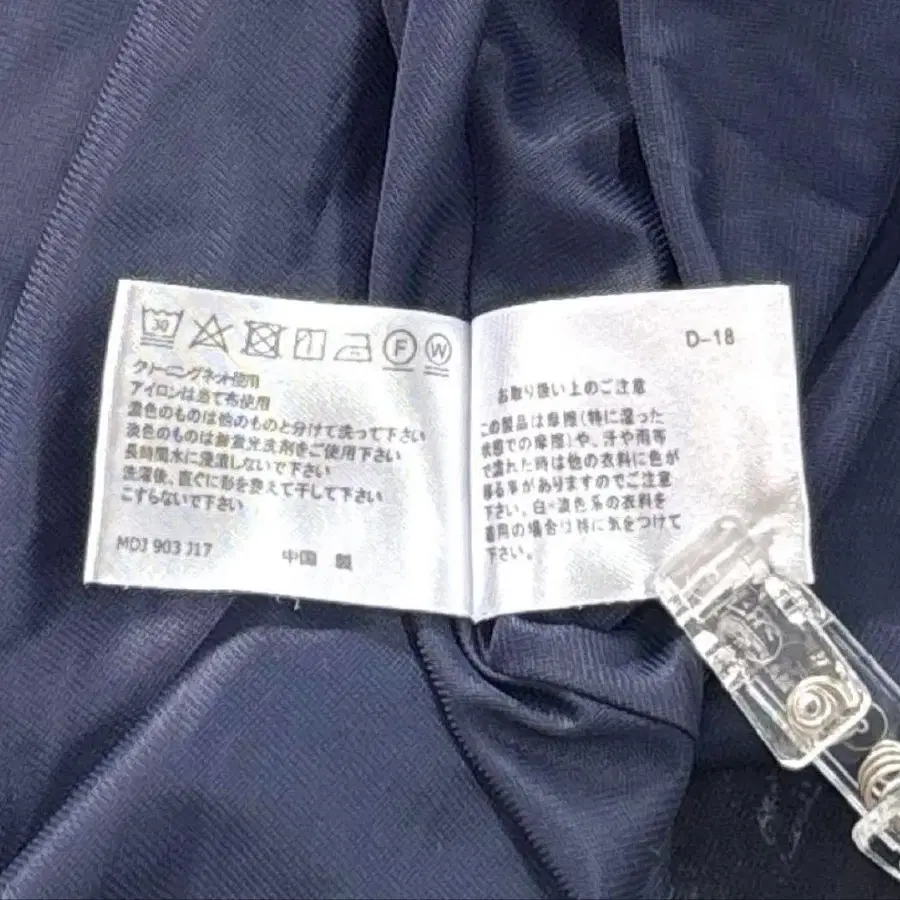 30
F
W
クリーニングネット使用
アイロンは当て布使用
濃色のものは他のものと分けて洗って下さい
淡色のものは無蛍光洗剤をご使用下さい
長時間水に浸漬しないで下さい
洗濯後、直ぐに形を整えて干して下さい
こすらないで下さい
MDJ 903 J17
中国 製
D-18
お取り扱い上のご注意
この製品は摩擦(特に湿った
状態での摩擦)や、汗や雨等
で濡れた時は他の衣料に色が
移る事がありますのでご注意
下さい。白・淡色系の衣料を
着用の場合は特に気をつけて
下さい。